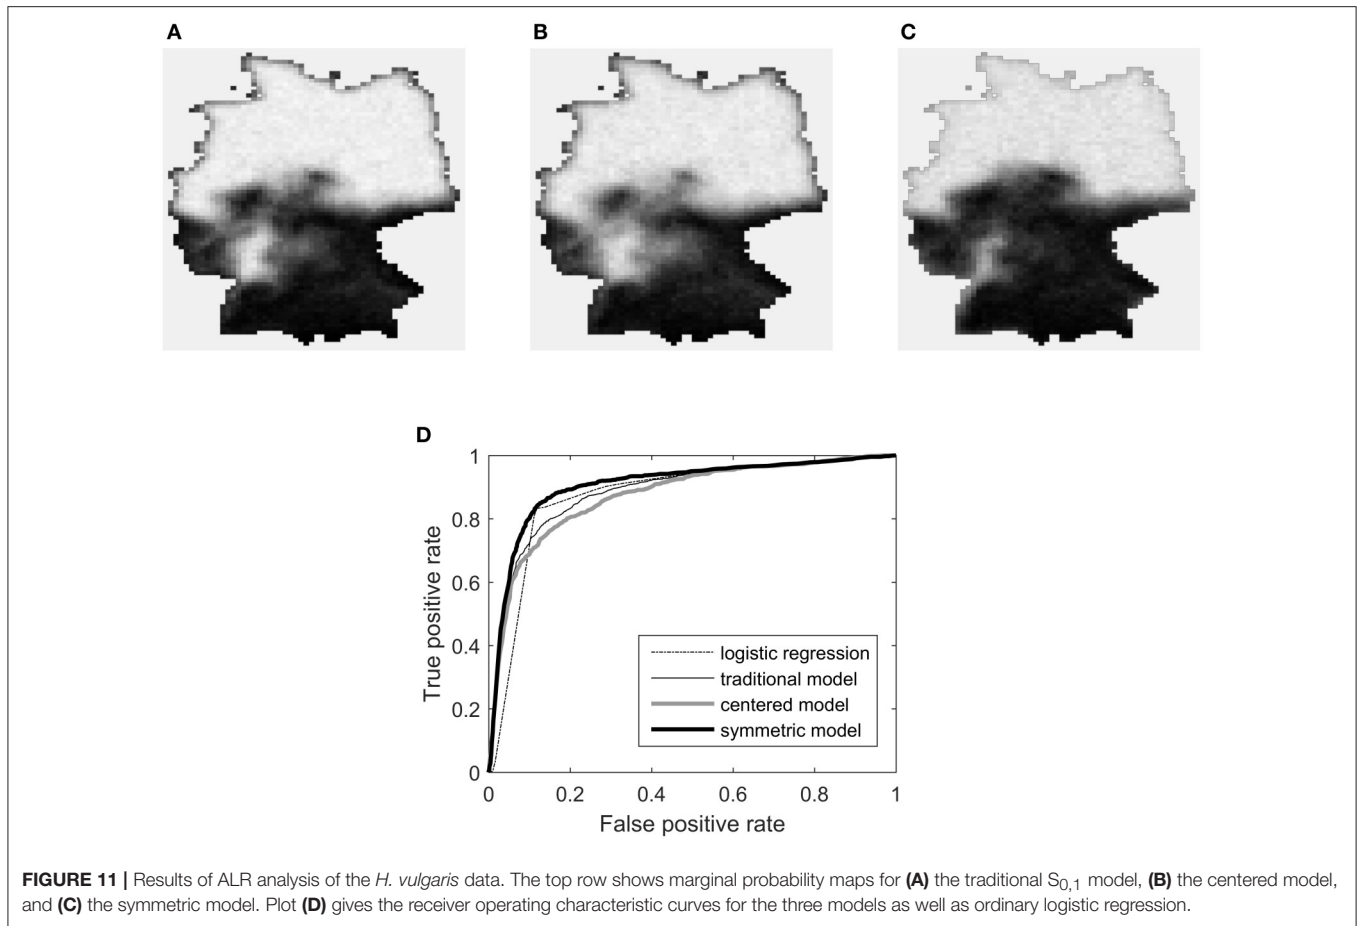 A
B
C
D
1
0.8
0.6
0.4
0.2
0
True positive rate
logistic regression
traditional model
centered model
symmetric model
0 0.2 0.4 0.6 0.8 1
False positive rate
FIGURE 11 | Results of ALR analysis of the H. vulgaris data. The top row shows marginal probability maps for (A) the traditional S0,1 model, (B) the centered model,
and (C) the symmetric model. Plot (D) gives the receiver operating characteristic curves for the three models as well as ordinary logistic regression.